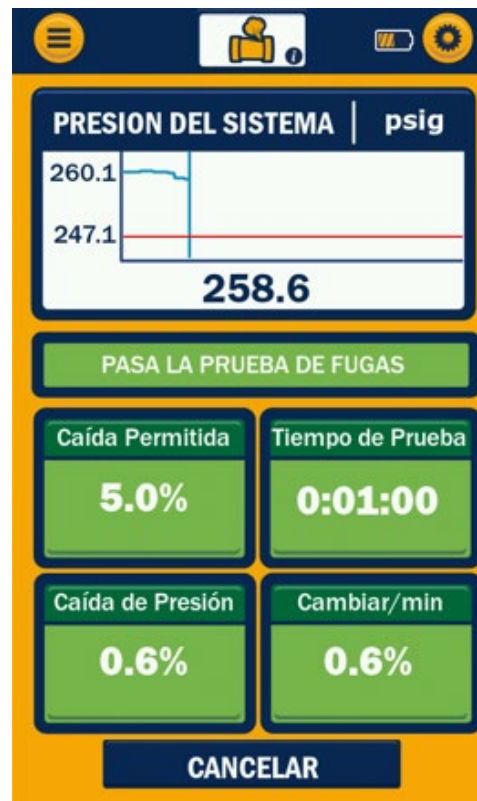 PRESION DEL SISTEMA | psig
260.1
247.1
258.6
PASA LA PRUEBA DE FUGAS
Caída Permitida
5.0%
Tiempo de Prueba
0:01:00
Caída de Presión
0.6%
Cambiar/min
0.6%
CANCELAR